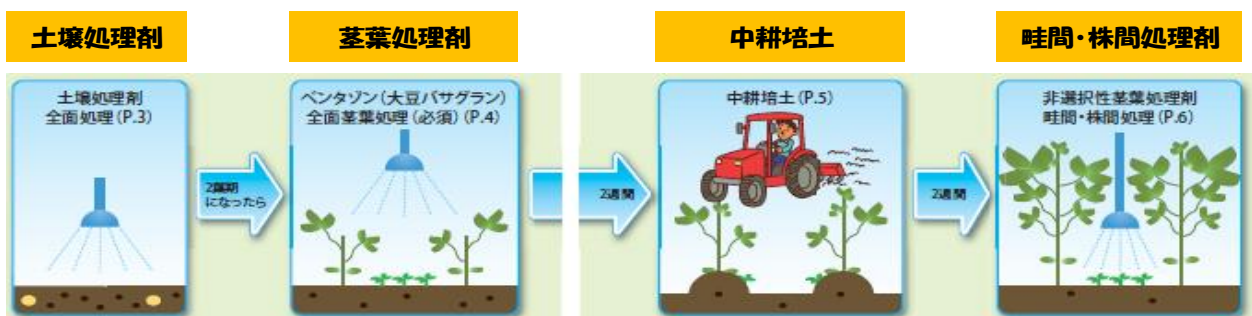 土壌処理剤
茎葉処理剤
中耕培土
畦間・株間処理剤
土壌処理剤
全面処理(P.3)
2葉期
になったら
ベンタゾン(大豆バサグラン)
全面茎葉処理(必須)(P.4)
2週間
中耕培土(P.5)
2週間
非選択性茎葉処理剤
畦間・株間処理(P.6)